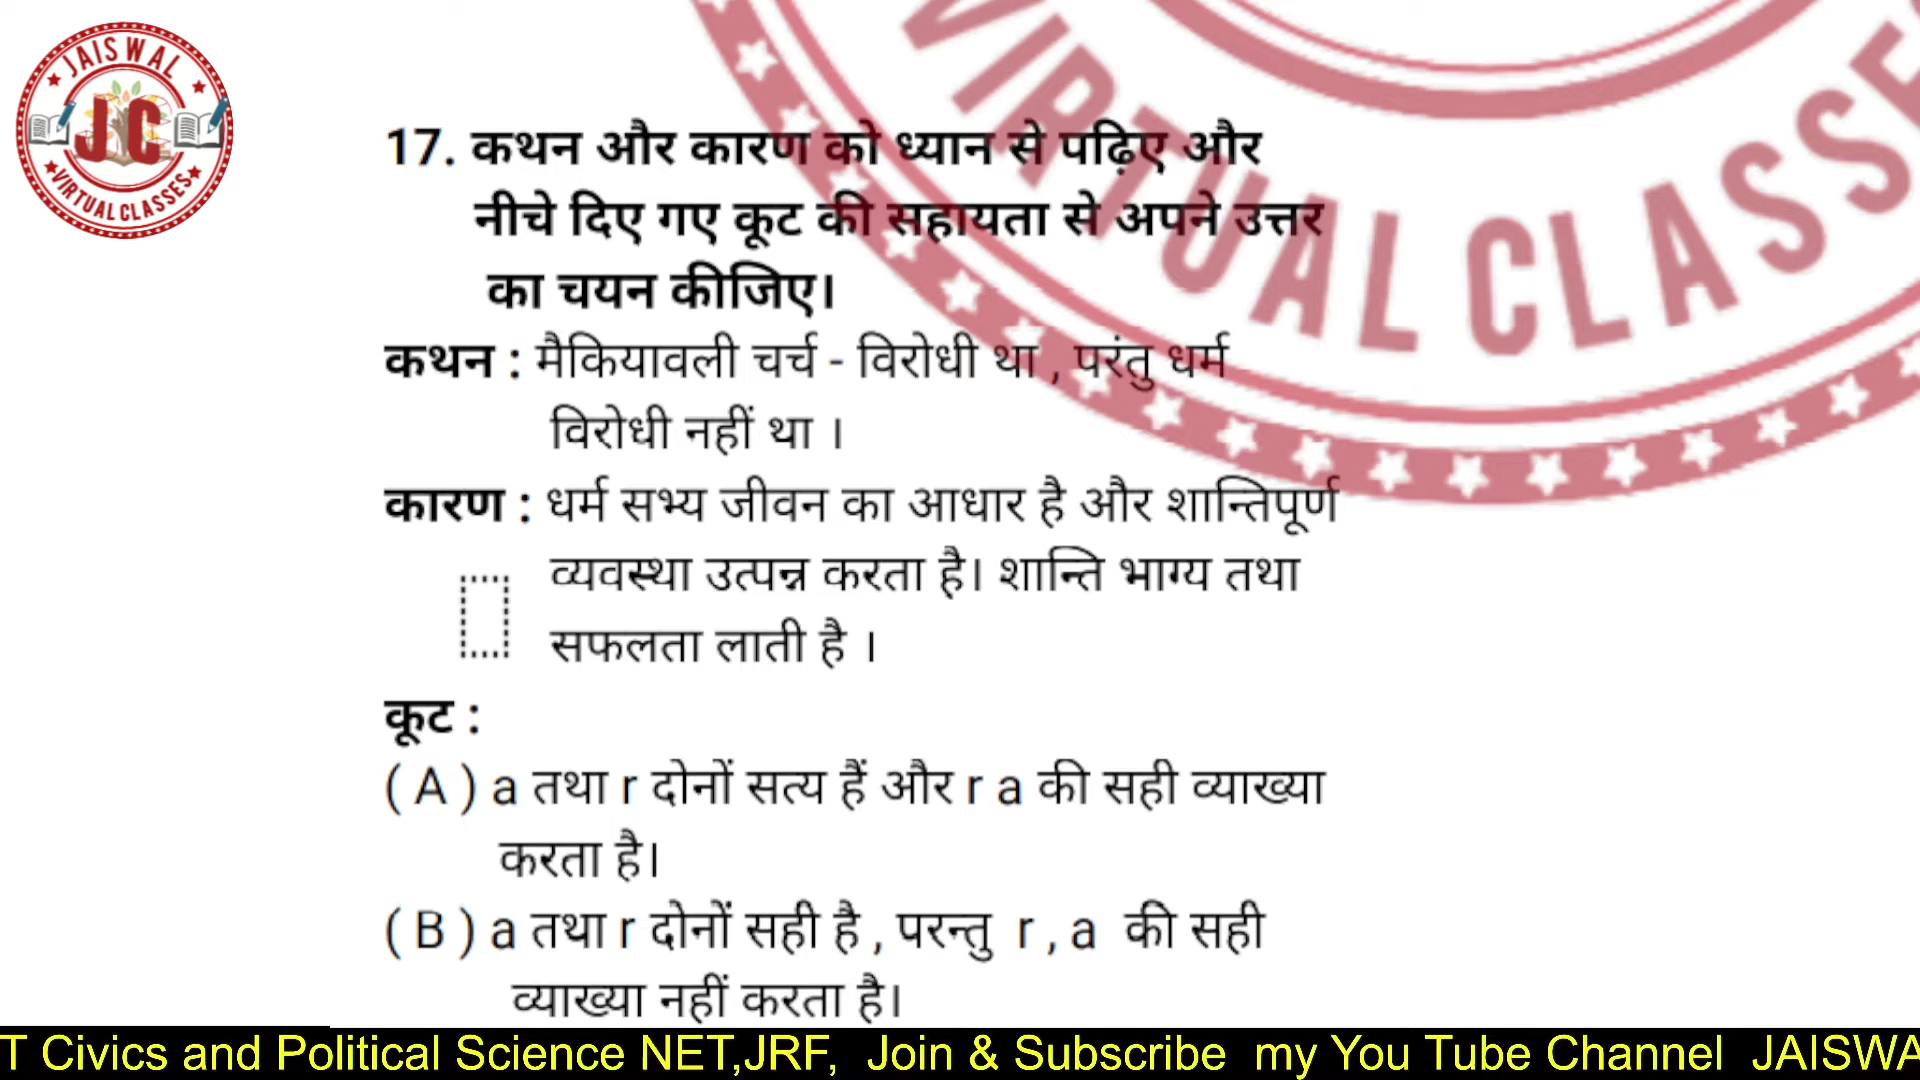 JAISWAL
JC
VIRTUAL CLASSES
VIRTUAL CLASSE
17. कथन और कारण को ध्यान से पढ़िए और
नीचे दिए गए कूट की सहायता से अपने उत्तर
का चयन कीजिए।
कथन : मैकियावली चर्च - विरोधी था , परंतु धर्म
विरोधी नहीं था ।
कारण : धर्म सभ्य जीवन का आधार है और शान्तिपूर्ण
व्यवस्था उत्पन्न करता है। शान्ति भाग्य तथा
सफलता लाती है ।
कूट :
( A ) a तथा r दोनों सत्य हैं और r a की सही व्याख्या
करता है।
( B ) a तथा r दोनों सही है , परन्तु r , a की सही
व्याख्या नहीं करता है।
T Civics and Political Science NET,JRF, Join & Subscribe my You Tube Channel JAISWA